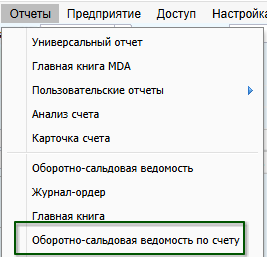 Отчеты Предприятие Доступ Настройка
Универсальный отчет
Главная книга MDA
Пользовательские отчеты
Анализ счета
Карточка счета
Оборотно-сальдовая ведомость
Журнал-ордер
Главная книга
Оборотно-сальдовая ведомость по счету